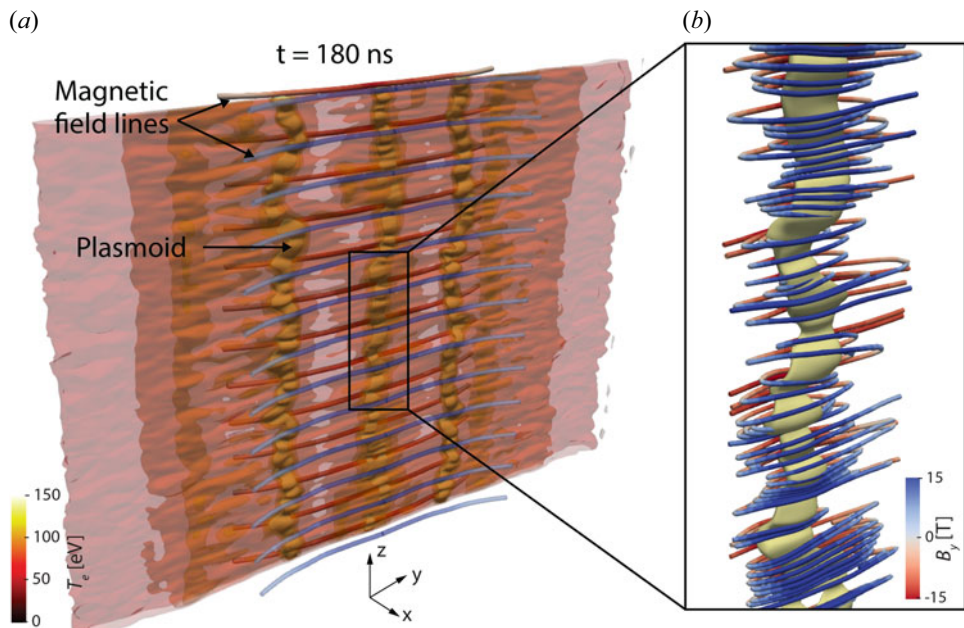 (a)
t = 180 ns
Magnetic
field lines
Plasmoid
150
100
50
0
T_e [eV]
z
y
x
(b)
15
0
-15
B_y [T]